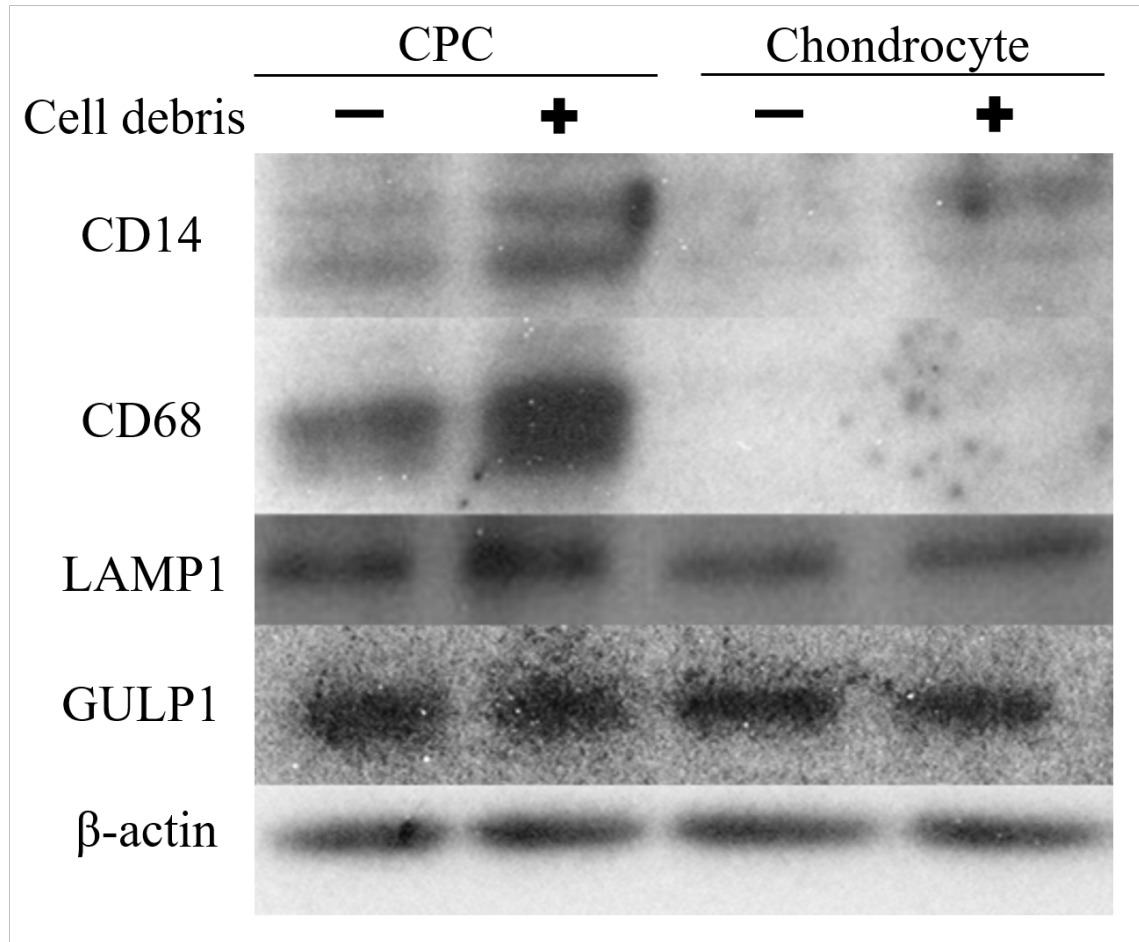 CPC Chondrocyte
Cell debris − + − +
CD14
CD68
LAMP1
GULP1
β-actin